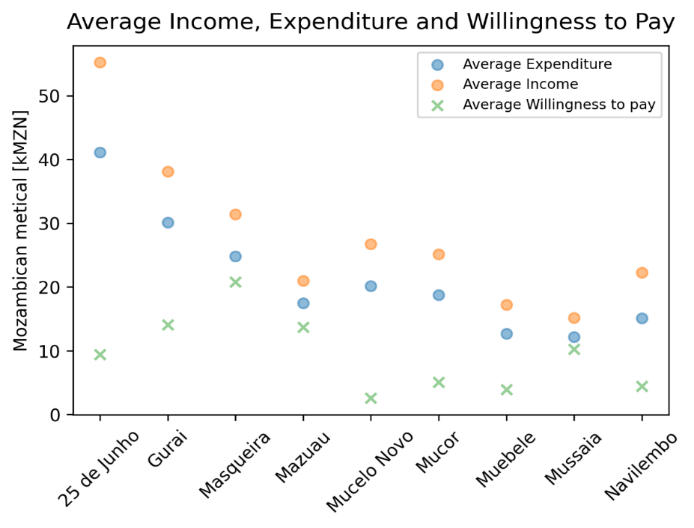 Average Income, Expenditure and Willingness to Pay
Average Expenditure
Average Income
Average Willingness to pay
Mozambican metical [kMZN]
50
40
30
20
10
0
25 de Junho
Gurai
Masqueira
Mazuau
Mucelo Novo
Mucor
Muebele
Mussaia
Navilembo